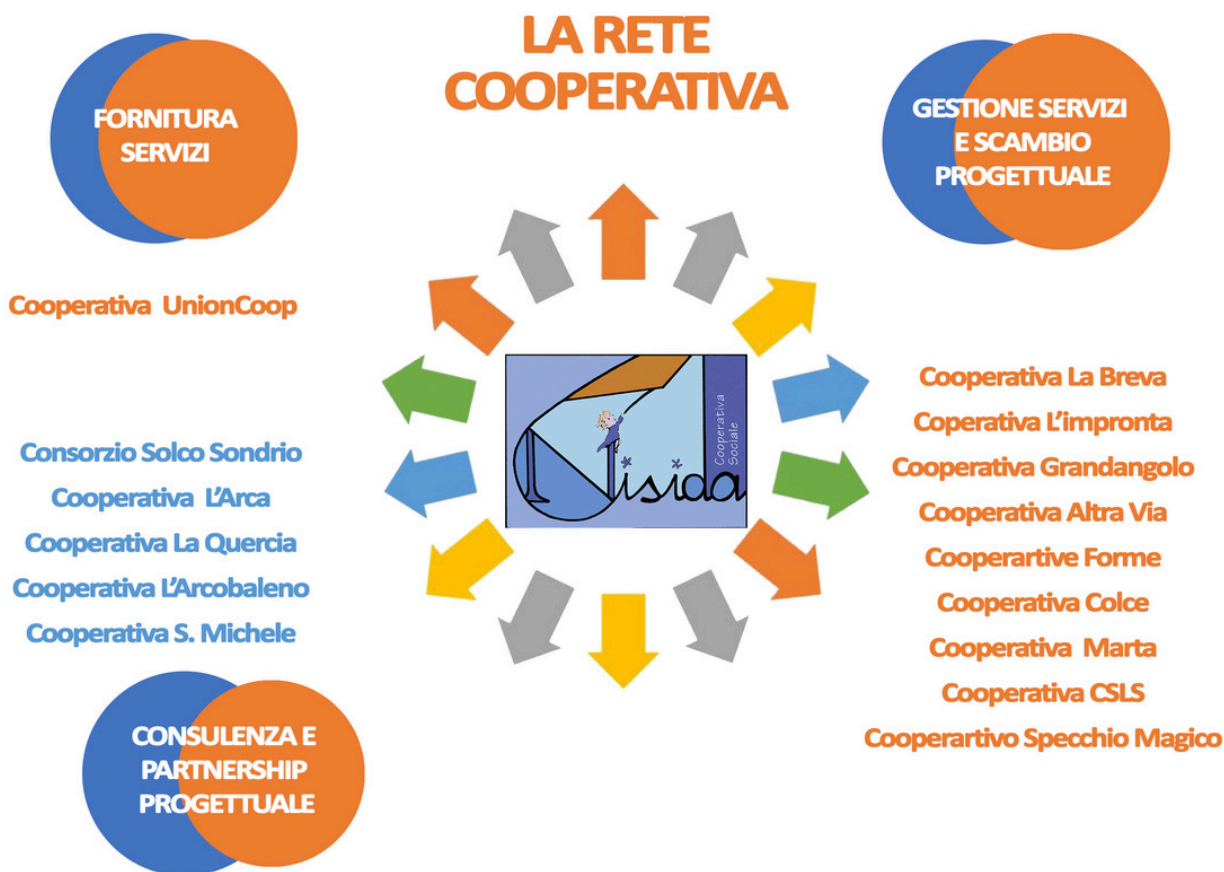 LA RETE
COOPERATIVA
FORNITURA
SERVIZI
Cooperativa UnionCoop
Consorzio Solco Sondrio
Cooperativa L'Arca
Cooperativa La Quercia
Cooperativa L'Arcobaleno
Cooperativa S. Michele
CONSULENZA E
PARTNERSHIP
PROGETTUALE
Nisida
Cooperativa
Sociale
GESTIONE SERVIZI
E SCAMBIO
PROGETTUALE
Cooperativa La Breva
Coperativa L'impronta
Cooperativa Grandangolo
Cooperativa Altra Via
Cooperartive Forme
Cooperativa Colce
Cooperativa Marta
Cooperativa CSLS
Cooperartivo Specchio Magico